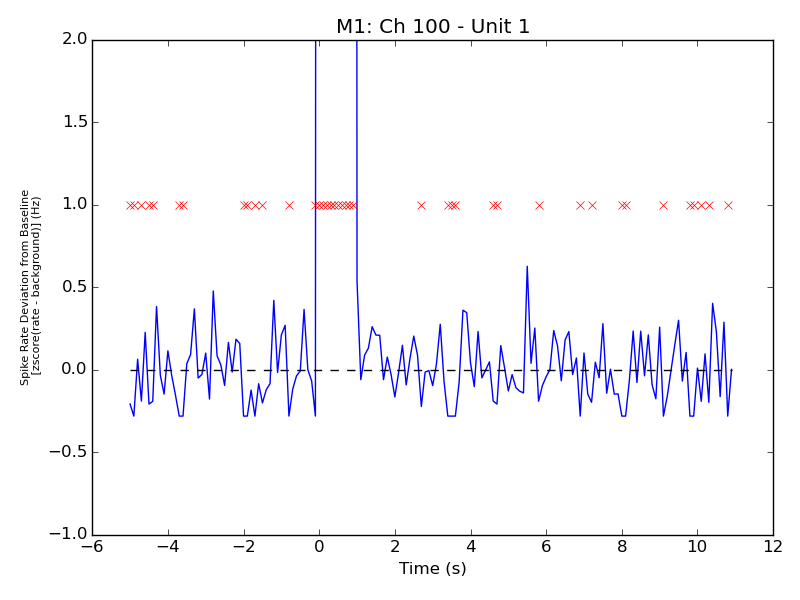 M1: Ch 100 - Unit 1
2.0
1.5
1.0
0.5
0.0
−0.5
−1.0
Spike Rate Deviation from Baseline
[zscore(rate - background)] (Hz)
−6 −4 −2 0 2 4 6 8 10 12
Time (s)